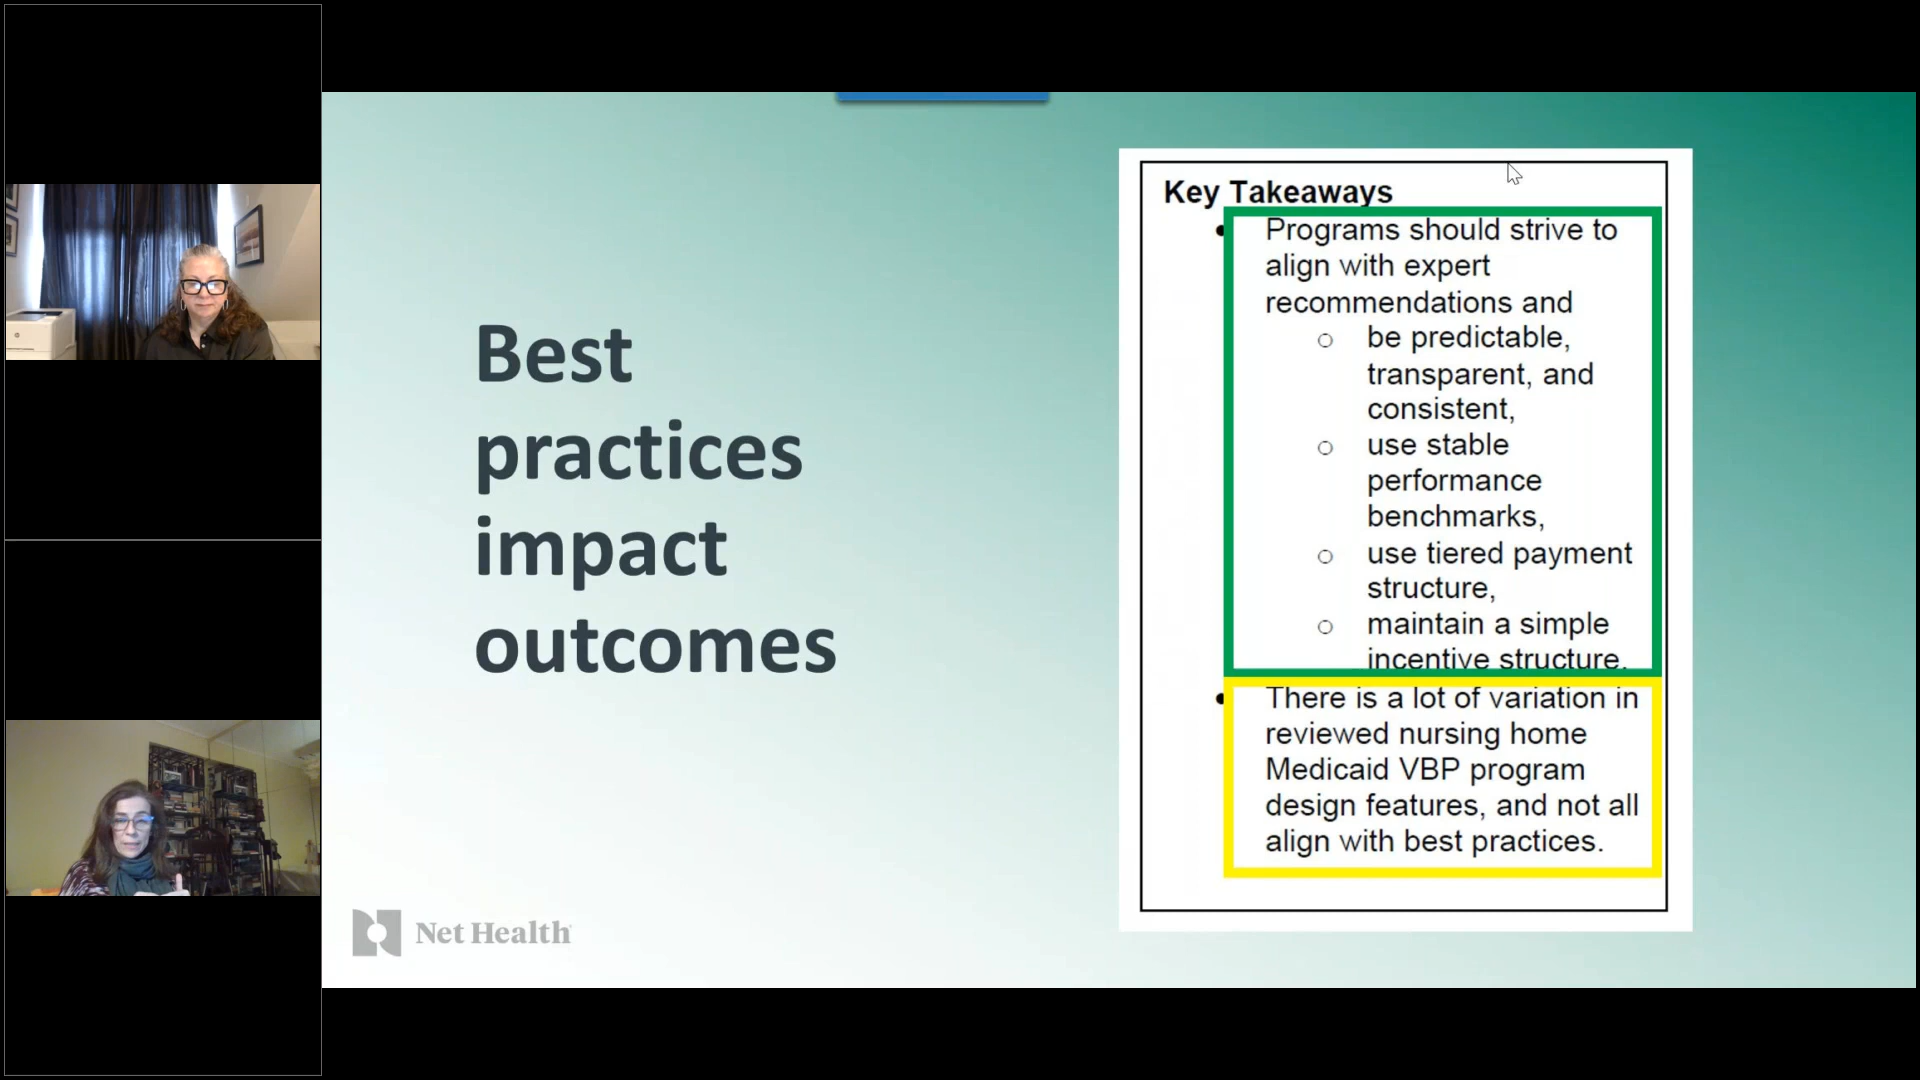 Best
practices
impact
outcomes
Net Health
Key Takeaways
• Programs should strive to
align with expert
recommendations and
o be predictable,
transparent, and
consistent,
o use stable
performance
benchmarks,
o use tiered payment
structure,
o maintain a simple
incentive structure.
• There is a lot of variation in
reviewed nursing home
Medicaid VBP program
design features, and not all
align with best practices.